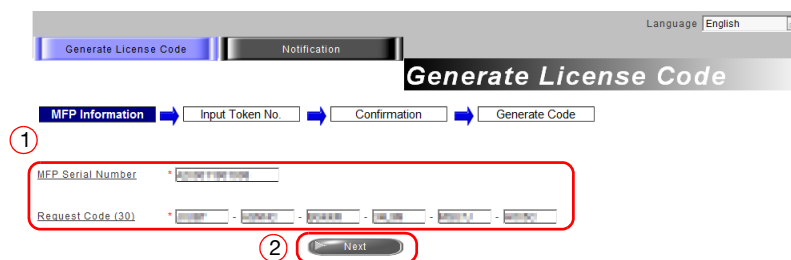 Language English
Generate License Code Notification
Generate License Code
MFP Information Input Token No. Confirmation Generate Code
1
MFP Serial Number *
Request Code (30) * - - - - -
2 Next